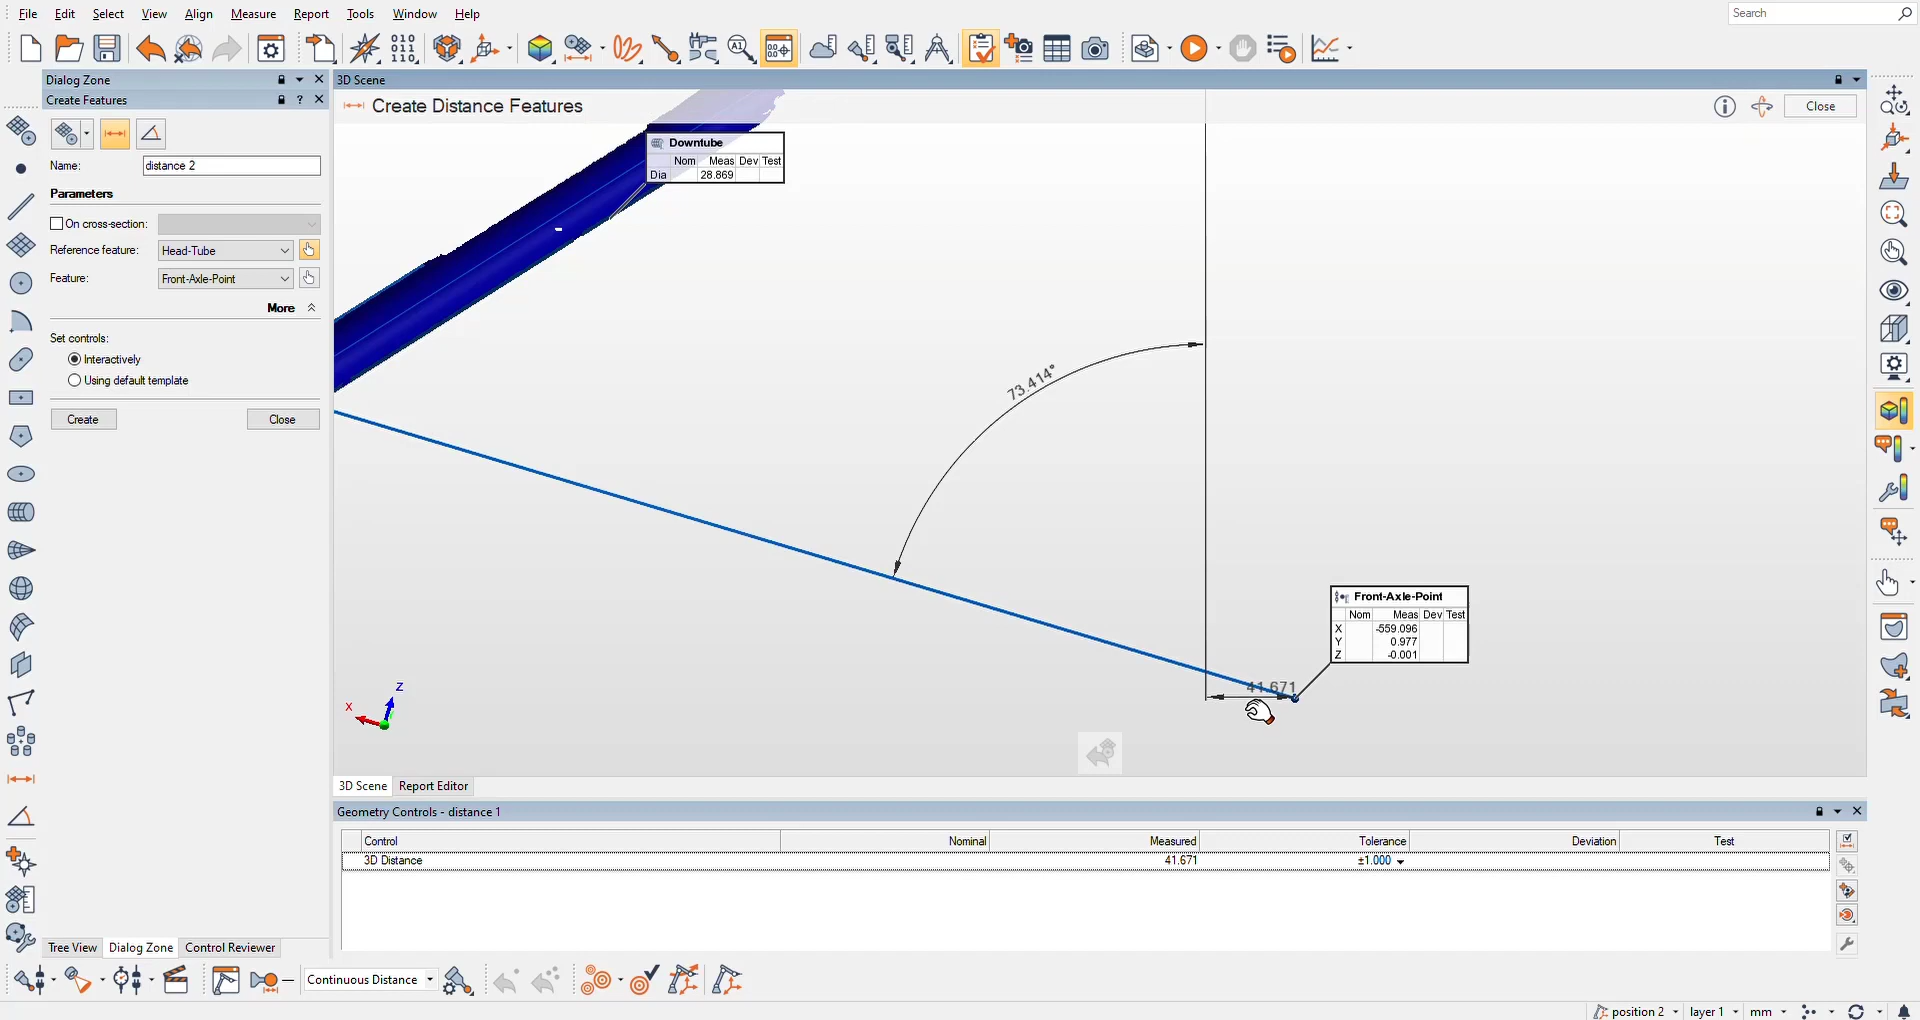 File Edit Select View Align Measure Report Tools Window Help
Search
Dialog Zone
3D Scene
Create Features
Create Distance Features
Close
Name: distance 2
Parameters
On cross-section:
Reference feature: Head-Tube
Feature: Front-Axle-Point
More
Set controls:
Interactively
Using default template
Create Close
Downtube
Nom Meas Dev Test
Dia 28.869
73.414°
Front-Axle-Point
Nom Meas Dev Test
X -559.096
Y 0.977
Z -0.001
41.671
Z
X
3D Scene Report Editor
Geometry Controls - distance 1
Control Nominal Measured Tolerance Deviation Test
3D Distance 41.671 ±1.000
Tree View Dialog Zone Control Reviewer
Continuous Distance
position 2 layer 1 mm